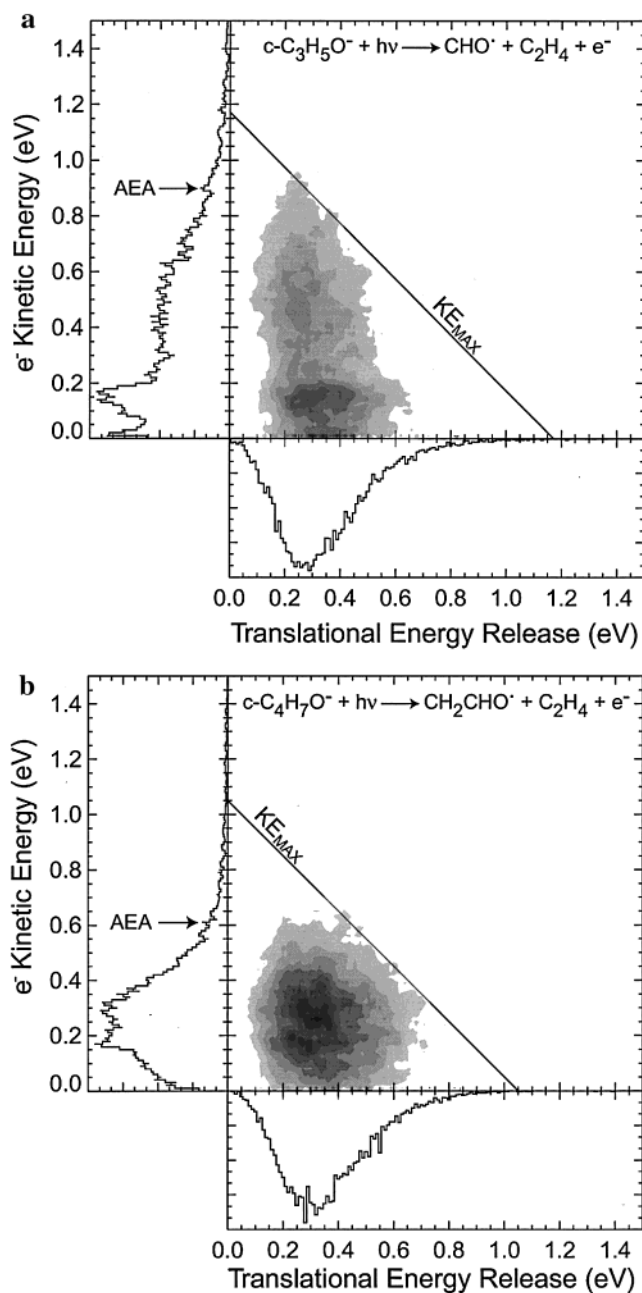 a
c-C₃H₅O⁻ + hν ⟶ CHO˙ + C₂H₄ + e⁻
1.4
1.2
1.0
0.8
0.6
0.4
0.2
0.0
e⁻ Kinetic Energy (eV)
AEA →
KE_MAX
0.0 0.2 0.4 0.6 0.8 1.0 1.2 1.4
Translational Energy Release (eV)
b
c-C₄H₇O⁻ + hν ⟶ CH₂CHO˙ + C₂H₄ + e⁻
1.4
1.2
1.0
0.8
0.6
0.4
0.2
0.0
e⁻ Kinetic Energy (eV)
AEA →
KE_MAX
0.0 0.2 0.4 0.6 0.8 1.0 1.2 1.4
Translational Energy Release (eV)